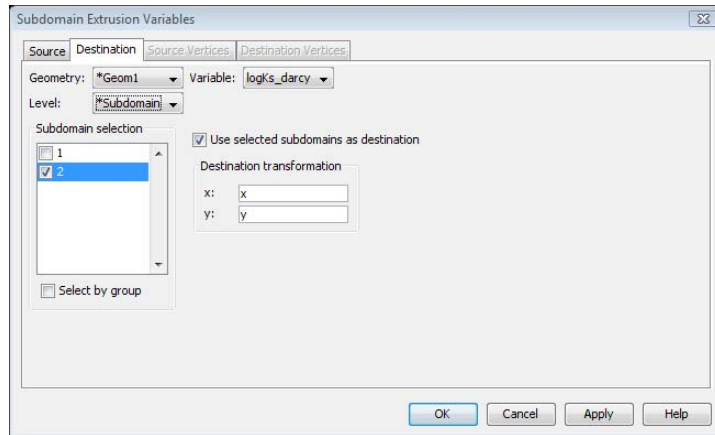 Subdomain Extrusion Variables
Source Destination Source Vertices Destination Vertices
Geometry: *Geom1 Variable: logKs_darcy
Level: *Subdomain
Subdomain selection
Use selected subdomains as destination
1
2
Destination transformation
x: x
y: y
Select by group
OK Cancel Apply Help